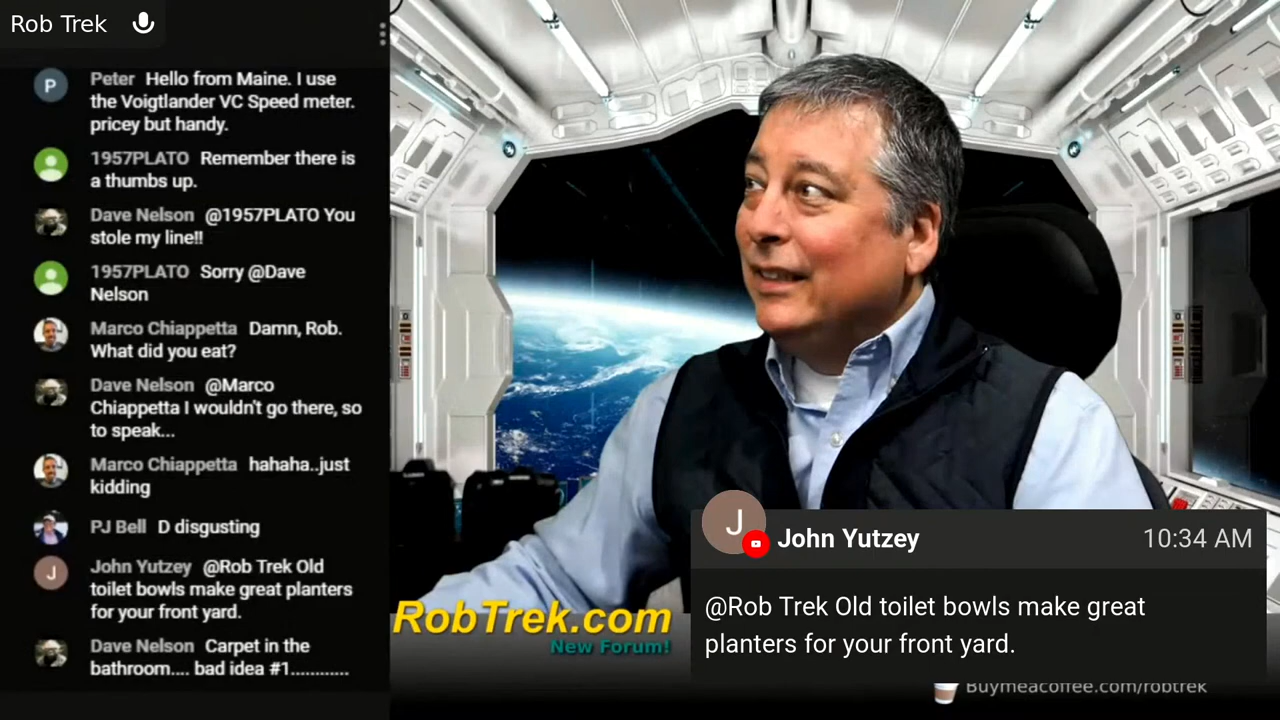 Rob Trek
P
Peter Hello from Maine. I use
the Voigtlander VC Speed meter.
pricey but handy.
1957PLATO Remember there is
a thumbs up.
Dave Nelson @1957PLATO You
stole my line!!
1957PLATO Sorry @Dave
Nelson
Marco Chiappetta Damn, Rob.
What did you eat?
Dave Nelson @Marco
Chiappetta I wouldn't go there, so
to speak...
Marco Chiappetta hahaha..just
kidding
PJ Bell D disgusting
J
John Yutzey @Rob Trek Old
toilet bowls make great planters
for your front yard.
Dave Nelson Carpet in the
bathroom.... bad idea #1............
RobTrek.com
New Forum!
J
John Yutzey
10:34 AM
@Rob Trek Old toilet bowls make great
planters for your front yard.
Buymeacoffee.com/robtrek